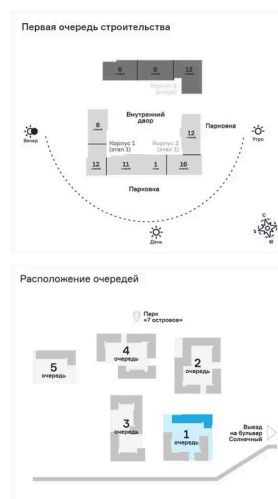 Первая очередь строительства
8 9 12
Корпус 2
8
Внутренний
двор
Парковка
12
Вечер
Утро
Корпус 1
(этап 1)
Корпус 3
(этап 1)
12 11 1 16
Парковка
День
С
Ю
Расположение очередей
Парк
«7 островов»
5
очередь
4
очередь
2
очередь
3
очередь
1
очередь
Выезд
на бульвар
Солнечный